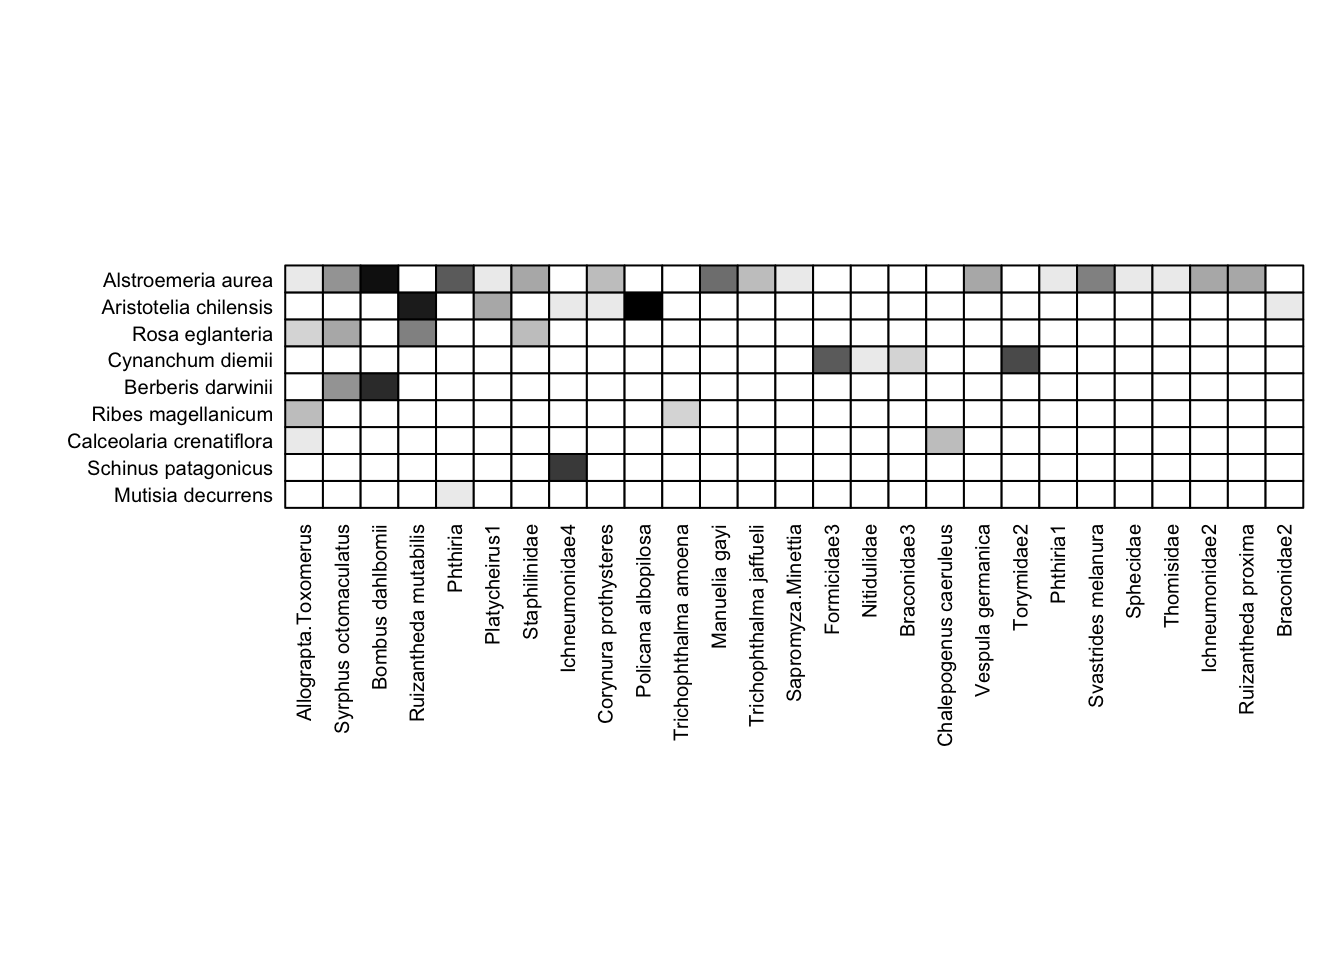 Alstroemeria aurea
Aristotelia chilensis
Rosa eglanteria
Cynanchum diemii
Berberis darwinii
Ribes magellanicum
Calceolaria crenatiflora
Schinus patagonicus
Mutisia decurrens
Allograpta.Toxomerus
Syrphus octomaculatus
Bombus dahlbomii
Ruizantheda mutabilis
Phthiria
Platycheirus1
Staphilinidae
Ichneumonidae4
Corynura prothysteres
Policana albopilosa
Trichophthalma amoena
Manuelia gayi
Trichophthalma jaffueli
Sapromyza.Minettia
Formicidae3
Nitidulidae
Braconidae3
Chalepogenus caeruleus
Vespula germanica
Torymidae2
Phthiria1
Svastrides melanura
Sphecidae
Thomisidae
Ichneumonidae2
Ruizantheda proxima
Braconidae2